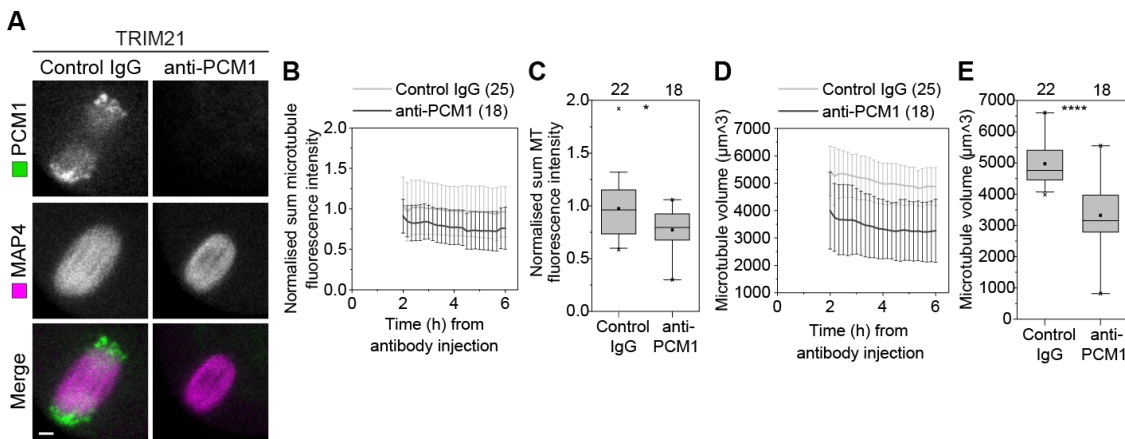 A
TRIM21
Control IgG
anti-PCM1
PCM1
MAP4
Merge
B
Control IgG (25)
anti-PCM1 (18)
Normalised sum microtubule
fluorescence intensity
2.0
1.5
1.0
0.5
0.0
0
2
4
6
Time (h) from
antibody injection
C
22
18
*
Normalised sum MT
fluorescence intensity
2.0
1.5
1.0
0.5
0.0
Control
IgG
anti-
PCM1
D
Control IgG (25)
anti-PCM1 (18)
Microtubule volume (μm^3)
7000
6000
5000
4000
3000
2000
1000
0
2
4
6
Time (h) from
antibody injection
E
22
18
****
Microtubule volume (μm^3)
7000
6000
5000
4000
3000
2000
1000
0
Control
IgG
anti-
PCM1